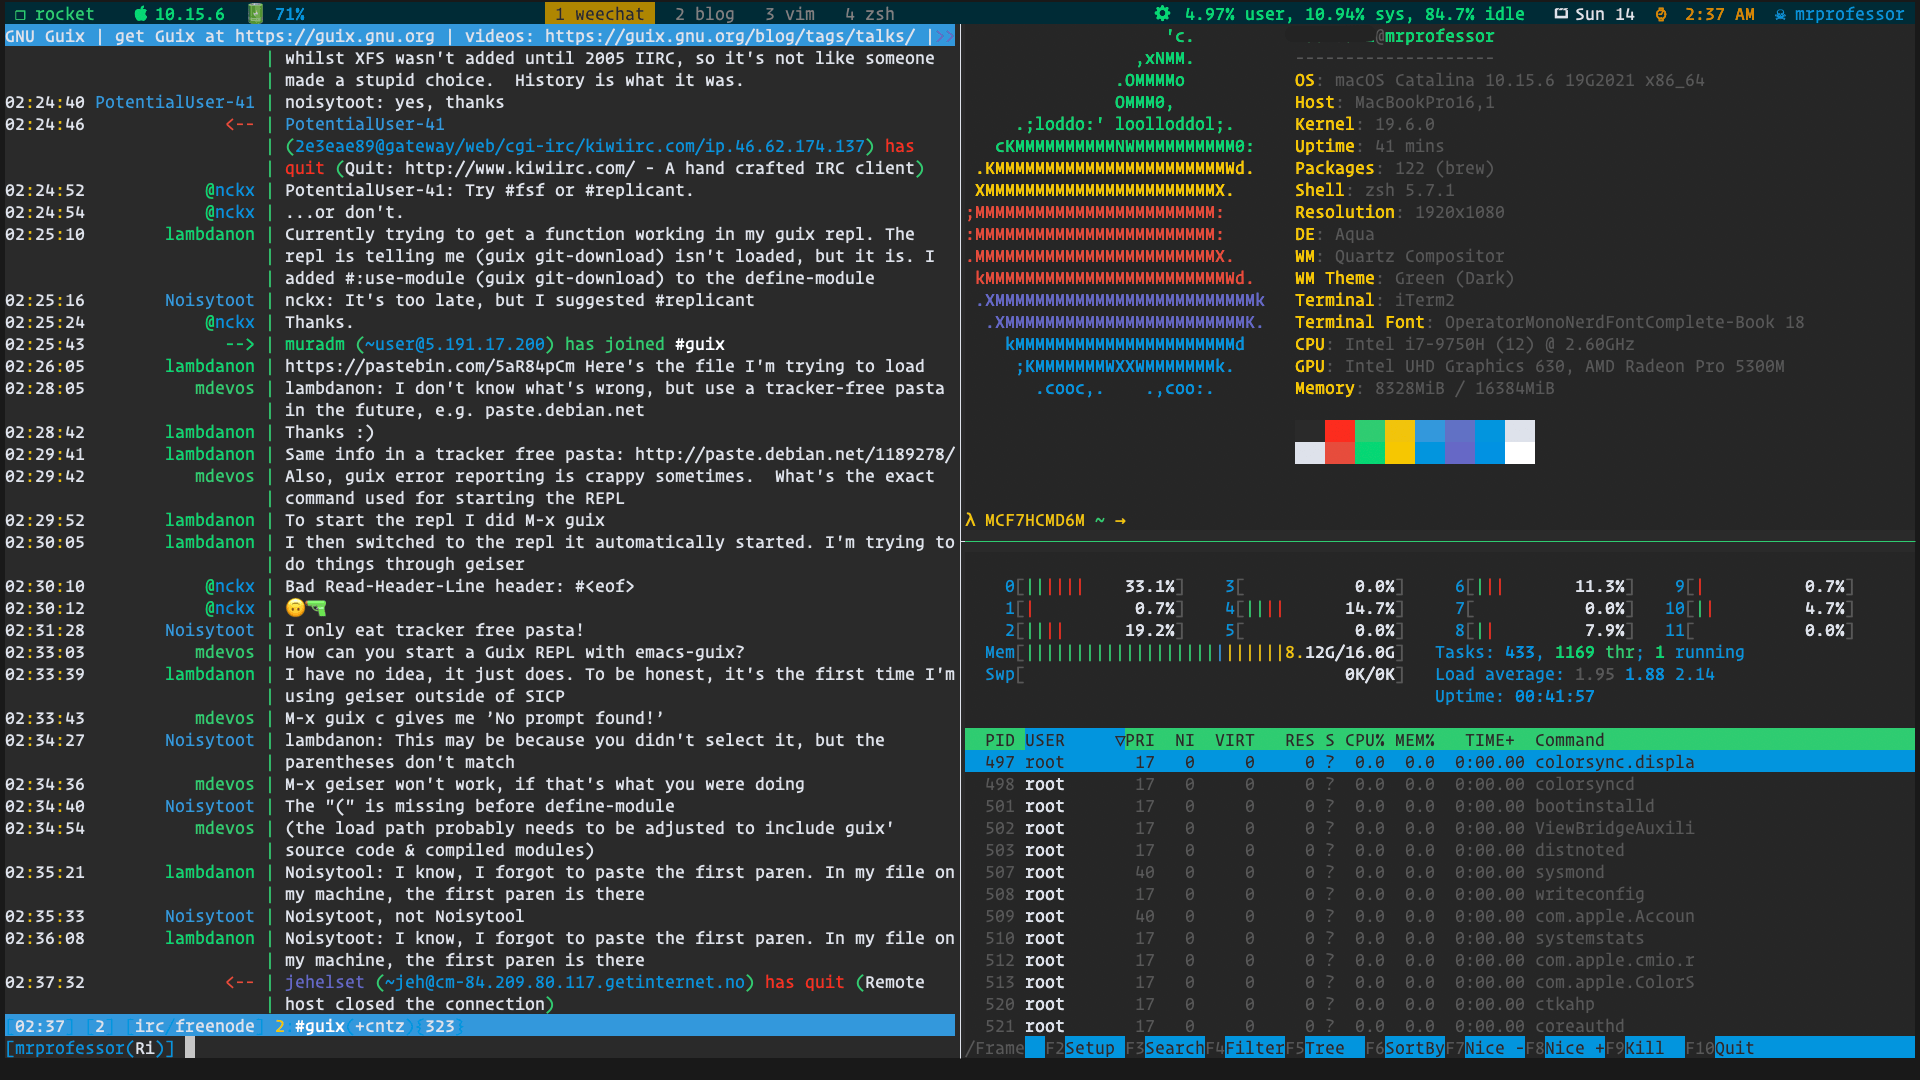 rocket 10.15.6 71% 1 weechat 2 blog 3 vim 4 zsh 4.97% user, 10.94% sys, 84.7% idle Sun 14 2:37 AM mrprofessor
GNU Guix | get Guix at https://guix.gnu.org | videos: https://guix.gnu.org/blog/tags/talks/ |>>
| whilst XFS wasn't added until 2005 IIRC, so it's not like someone
| made a stupid choice.  History is what it was.
02:24:40 PotentialUser-41 | noisytoot: yes, thanks
02:24:46 <-- | PotentialUser-41
| (2e3eae89@gateway/web/cgi-irc/kiwiirc.com/ip.46.62.174.137) has
| quit (Quit: http://www.kiwiirc.com/ - A hand crafted IRC client)
02:24:52 @nckx | PotentialUser-41: Try #fsf or #replicant.
02:24:54 @nckx | ...or don't.
02:25:10 lambdanon | Currently trying to get a function working in my guix repl. The
| repl is telling me (guix git-download) isn't loaded, but it is. I
| added #:use-module (guix git-download) to the define-module
02:25:16 Noisytoot | nckx: It's too late, but I suggested #replicant
02:25:24 @nckx | Thanks.
02:25:43 --> | muradm (~user@5.191.17.200) has joined #guix
02:26:05 lambdanon | https://pastebin.com/5aR84pCm Here's the file I'm trying to load
02:28:05 mdevos | lambdanon: I don't know what's wrong, but use a tracker-free pasta
| in the future, e.g. paste.debian.net
02:28:42 lambdanon | Thanks :)
02:29:41 lambdanon | Same info in a tracker free pasta: http://paste.debian.net/1189278/
02:29:42 mdevos | Also, guix error reporting is crappy sometimes.  What's the exact
| command used for starting the REPL
02:29:52 lambdanon | To start the repl I did M-x guix
02:30:05 lambdanon | I then switched to the repl it automatically started. I'm trying to
| do things through geiser
02:30:10 @nckx | Bad Read-Header-Line header: #<eof>
02:30:12 @nckx | 🙃🔫
02:31:28 Noisytoot | I only eat tracker free pasta!
02:33:03 mdevos | How can you start a Guix REPL with emacs-guix?
02:33:39 lambdanon | I have no idea, it just does. To be honest, it's the first time I'm
| using geiser outside of SICP
02:33:43 mdevos | M-x guix c gives me ’No prompt found!’
02:34:27 Noisytoot | lambdanon: This may be because you didn't select it, but the
| parentheses don't match
02:34:36 mdevos | M-x geiser won't work, if that's what you were doing
02:34:40 Noisytoot | The "(" is missing before define-module
02:34:54 mdevos | (the load path probably needs to be adjusted to include guix'
| source code & compiled modules)
02:35:21 lambdanon | Noisytool: I know, I forgot to paste the first paren. In my file on
| my machine, the first paren is there
02:35:33 Noisytoot | Noisytoot, not Noisytool
02:36:08 lambdanon | Noisytoot: I know, I forgot to paste the first paren. In my file on
| my machine, the first paren is there
02:37:32 <-- | jehelset (~jeh@cm-84.209.80.117.getinternet.no) has quit (Remote
| host closed the connection)
[02:37] [2] [irc/freenode] 2:#guix(+cntz){323}
[mrprofessor(Ri)]
'c.
,xNMM.
.OMMMMo
OMMM0,
.;loddo:' loolloddol;.
cKMMMMMMMMMMNWMMMMMMMMMM0:
.KMMMMMMMMMMMMMMMMMMMMMMMWd.
XMMMMMMMMMMMMMMMMMMMMMMMX.
;MMMMMMMMMMMMMMMMMMMMMMMM:
:MMMMMMMMMMMMMMMMMMMMMMMM:
.MMMMMMMMMMMMMMMMMMMMMMMMX.
kMMMMMMMMMMMMMMMMMMMMMMMMWd.
.XMMMMMMMMMMMMMMMMMMMMMMMMMMk
.XMMMMMMMMMMMMMMMMMMMMMMMMK.
kMMMMMMMMMMMMMMMMMMMMMMd
;KMMMMMMMWXXWMMMMMMMk.
.cooc,.    .,coo:.
_@mrprofessor
--------------------
OS: macOS Catalina 10.15.6 19G2021 x86_64
Host: MacBookPro16,1
Kernel: 19.6.0
Uptime: 41 mins
Packages: 122 (brew)
Shell: zsh 5.7.1
Resolution: 1920x1080
DE: Aqua
WM: Quartz Compositor
WM Theme: Green (Dark)
Terminal: iTerm2
Terminal Font: OperatorMonoNerdFontComplete-Book 18
CPU: Intel i7-9750H (12) @ 2.60GHz
GPU: Intel UHD Graphics 630, AMD Radeon Pro 5300M
Memory: 8328MiB / 16384MiB
λ MCF7HCMD6M ~ →
0[|||||| 33.1%] 3[ 0.0%] 6[||| 11.3%] 9[| 0.7%]
1[| 0.7%] 4[|||| 14.7%] 7[ 0.0%] 10[|| 4.7%]
2[|||| 19.2%] 5[ 0.0%] 8[|| 7.9%] 11[ 0.0%]
Mem[||||||||||||||||||||||||||8.12G/16.0G] Tasks: 433, 1169 thr; 1 running
Swp[ 0K/0K] Load average: 1.95 1.88 2.14
Uptime: 00:41:57
PID USER ▽PRI NI VIRT RES S CPU% MEM% TIME+ Command
497 root 17 0 0 0 ? 0.0 0.0 0:00.00 colorsync.displa
498 root 17 0 0 0 ? 0.0 0.0 0:00.00 colorsyncd
501 root 17 0 0 0 ? 0.0 0.0 0:00.00 bootinstalld
502 root 17 0 0 0 ? 0.0 0.0 0:00.00 ViewBridgeAuxili
503 root 17 0 0 0 ? 0.0 0.0 0:00.00 distnoted
507 root 40 0 0 0 ? 0.0 0.0 0:00.00 sysmond
508 root 17 0 0 0 ? 0.0 0.0 0:00.00 writeconfig
509 root 40 0 0 0 ? 0.0 0.0 0:00.00 com.apple.Accoun
510 root 17 0 0 0 ? 0.0 0.0 0:00.00 systemstats
512 root 17 0 0 0 ? 0.0 0.0 0:00.00 com.apple.cmio.r
513 root 17 0 0 0 ? 0.0 0.0 0:00.00 com.apple.ColorS
520 root 17 0 0 0 ? 0.0 0.0 0:00.00 ctkahp
521 root 17 0 0 0 ? 0.0 0.0 0:00.00 coreauthd
/Frame F2Setup F3SearchF4FilterF5Tree F6SortByF7Nice -F8Nice +F9Kill F10Quit